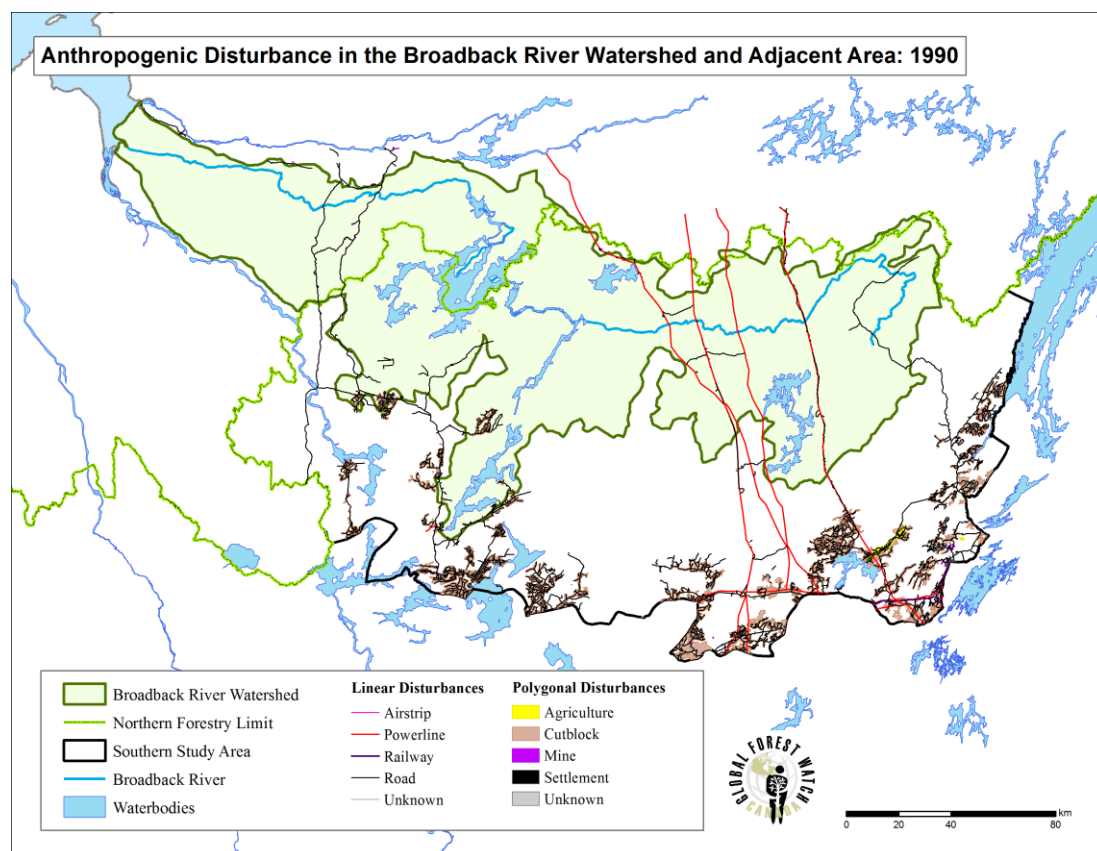 Anthropogenic Disturbance in the Broadback River Watershed and Adjacent Area: 1990
Broadback River Watershed
Northern Forestry Limit
Southern Study Area
Broadback River
Waterbodies
Linear Disturbances
Airstrip
Powerline
Railway
Road
Unknown
Polygonal Disturbances
Agriculture
Cutblock
Mine
Settlement
Unknown
GLOBAL FOREST WATCH
CANADA
km
0 20 40 80